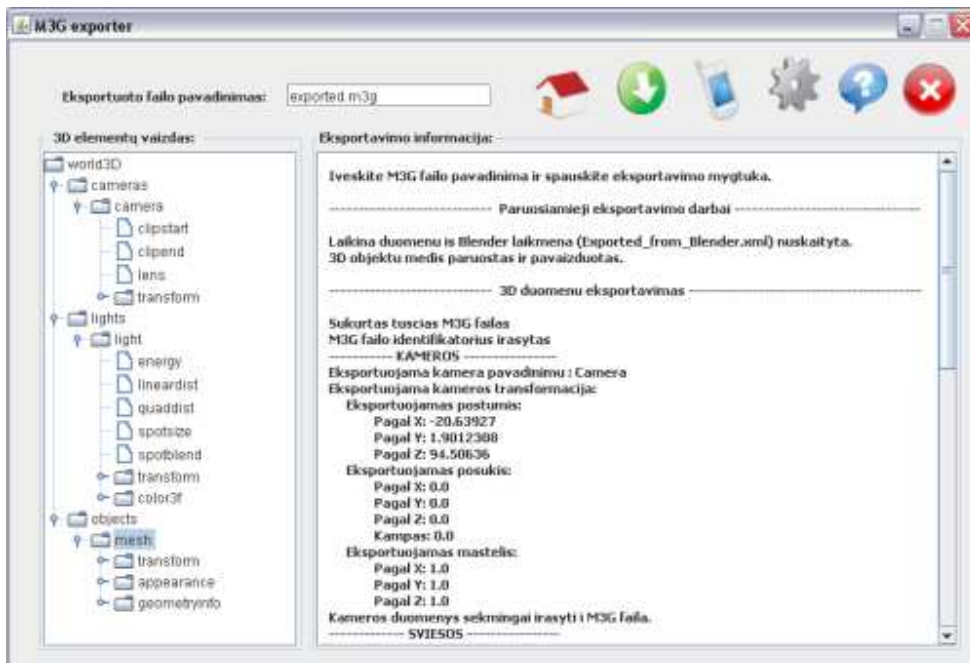 M3G exporter
Eksportuoto failo pavadinimas: exported.m3g
3D elementų vaizdas:
world3D
cameras
camera
clipstart
clipend
lens
transform
lights
light
energy
lineardist
quaddist
spotsize
spotblend
transform
color3f
objects
mesh
transform
appearance
geometryinfo
Eksportavimo informacija:
Iveskite M3G failo pavadinima ir spauskite eksportavimo mygtuka.
---------------------------- Paruosiamieji eksportavimo darbai --------------------------------
Laikina duomenu is Blender laikmena (Exported_from_Blender.xml) nuskaityta.
3D objektu medis paruostas ir pavaizduotas.
---------------------------- 3D duomenu eksportavimas ----------------------------------------
Sukurtas tuscias M3G failas
M3G failo identifikatorius irasytas
----------- KAMEROS ----------------
Eksportuojama kamera pavadinimu : Camera
Eksportuojama kameros transformacija:
Eksportuojamas postumis:
Pagal X: -20.63927
Pagal Y: 1.9012308
Pagal Z: 94.50636
Eksportuojamas posukis:
Pagal X: 0.0
Pagal Y: 0.0
Pagal Z: 0.0
Kampas: 0.0
Eksportuojamas mastelis:
Pagal X: 1.0
Pagal Y: 1.0
Pagal Z: 1.0
Kameros duomenys sekmingai irasyti i M3G faila.
------------- SVIESOS ----------------